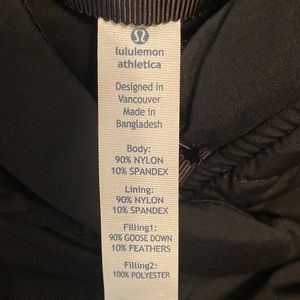 lululemon
athletica
Designed in
Vancouver
Made in
Bangladesh
Body:
90% NYLON
10% SPANDEX
Lining:
90% NYLON
10% SPANDEX
Filling1:
90% GOOSE DOWN
10% FEATHERS
Filling2:
100% POLYESTER